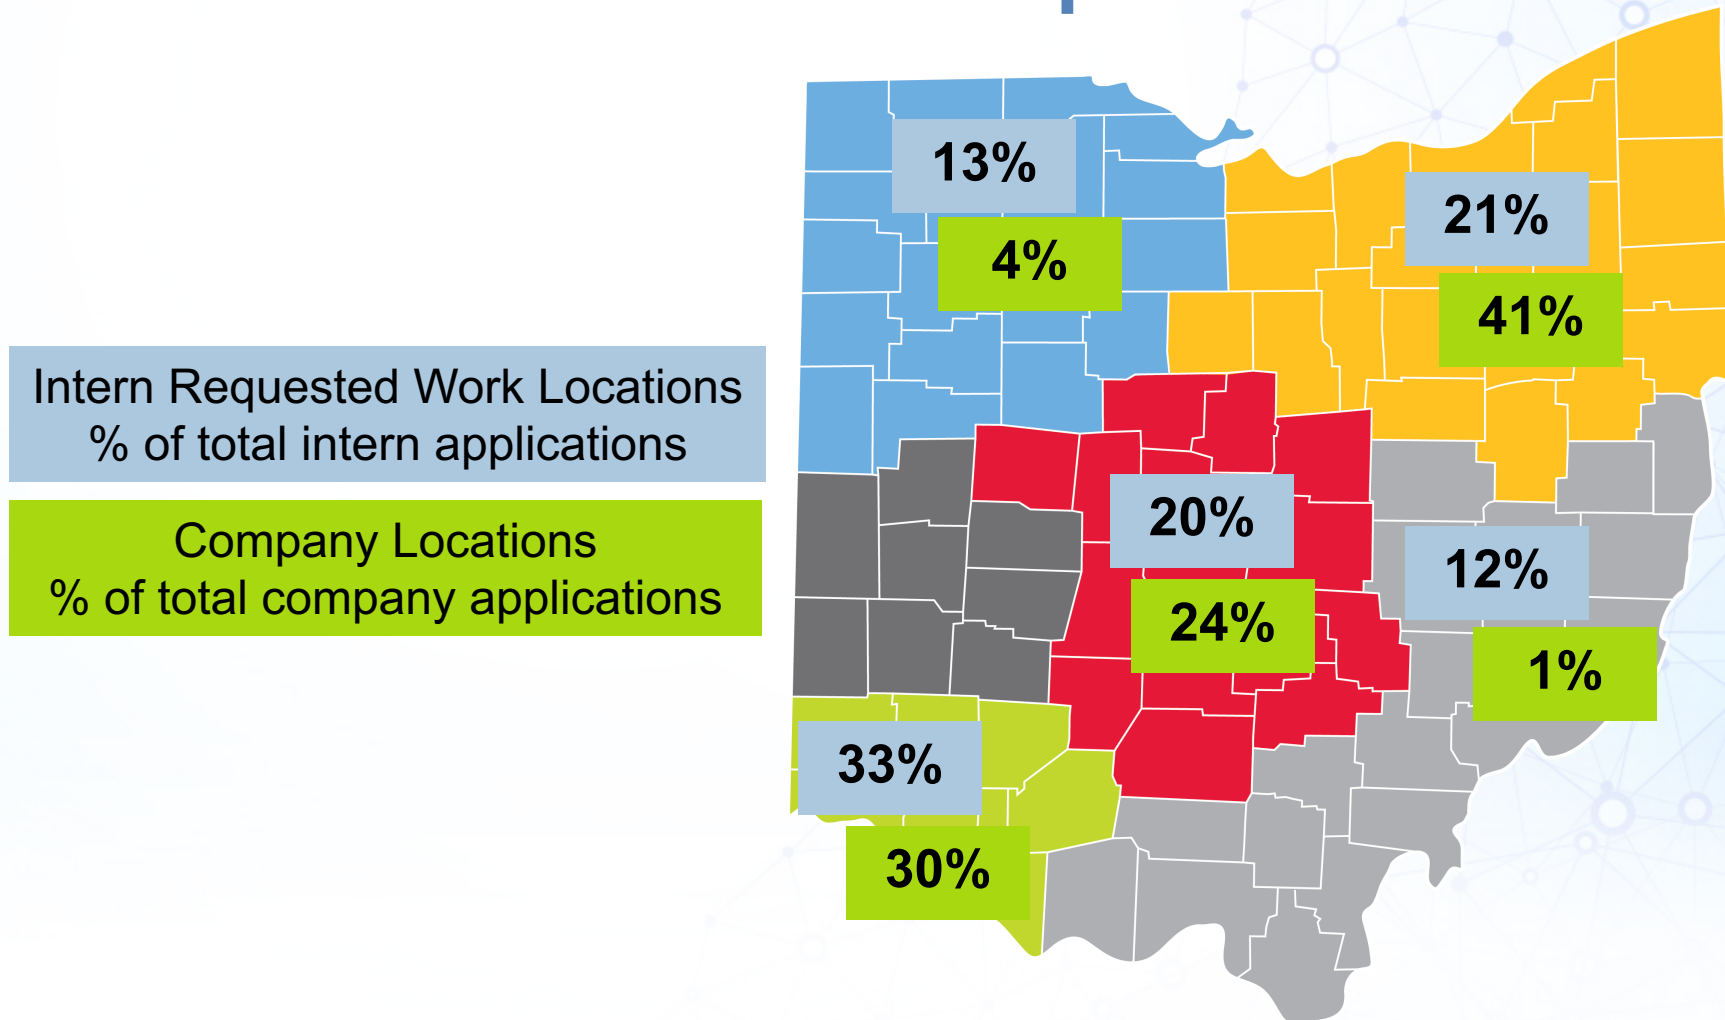 Intern Requested Work Locations
% of total intern applications
Company Locations
% of total company applications
13%
4%
21%
41%
20%
24%
12%
1%
33%
30%